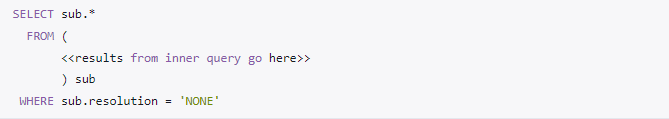 SELECT sub.*
  FROM (
       <<results from inner query go here>>
       ) sub
 WHERE sub.resolution = 'NONE'